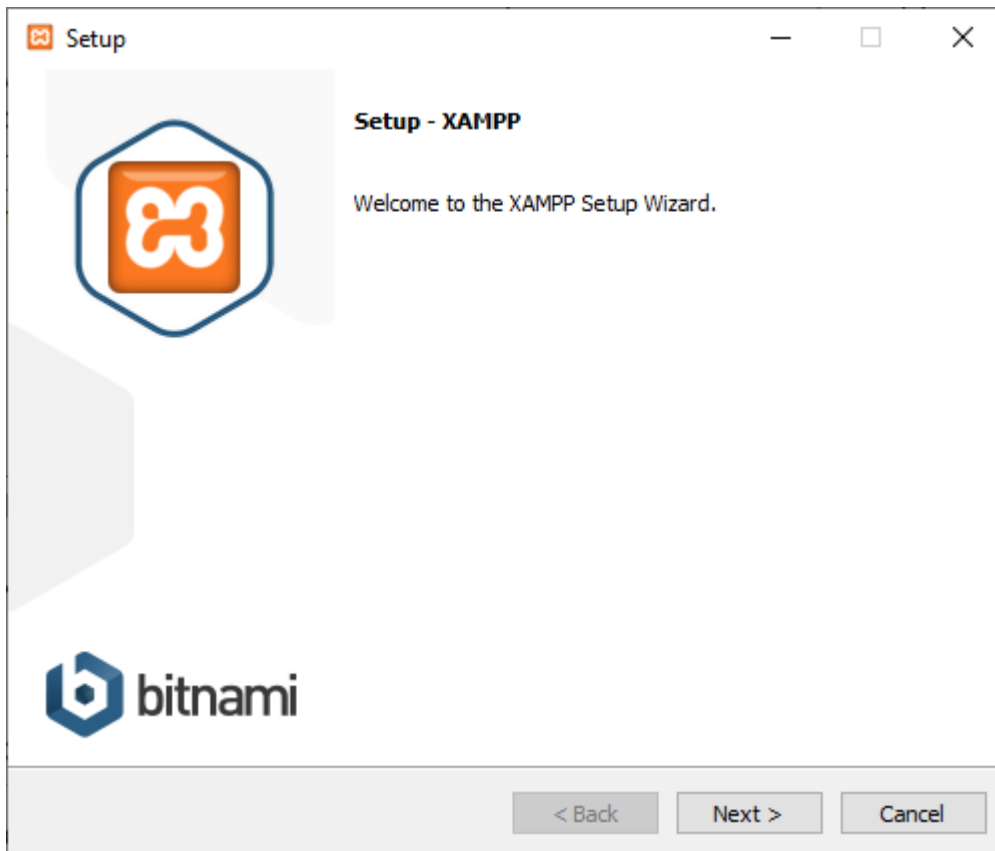 Setup
Setup - XAMPP
Welcome to the XAMPP Setup Wizard.
bitnami
< Back
Next >
Cancel